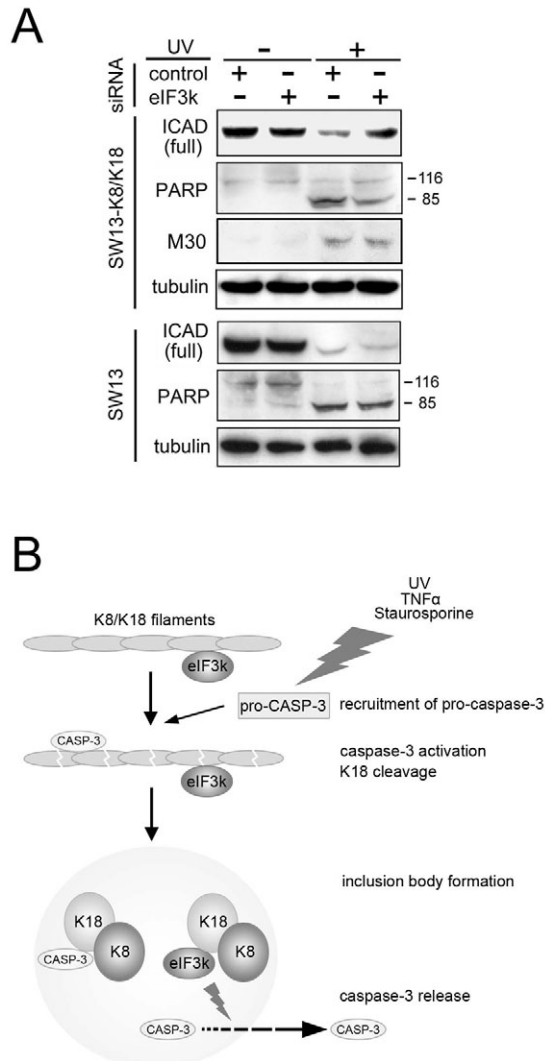 A
UV - +
siRNA
control + - + -
eIF3k - + - +
SW13-K8/K18
ICAD
(full)
PARP
-116
- 85
M30
tubulin
SW13
ICAD
(full)
PARP
-116
- 85
tubulin
B
UV
TNFα
Staurosporine
K8/K18 filaments
eIF3k
pro-CASP-3 recruitment of pro-caspase-3
CASP-3 caspase-3 activation
K18 cleavage
eIF3k
inclusion body formation
K18 K18
K8 K8
CASP-3 eIF3k
caspase-3 release
CASP-3 CASP-3